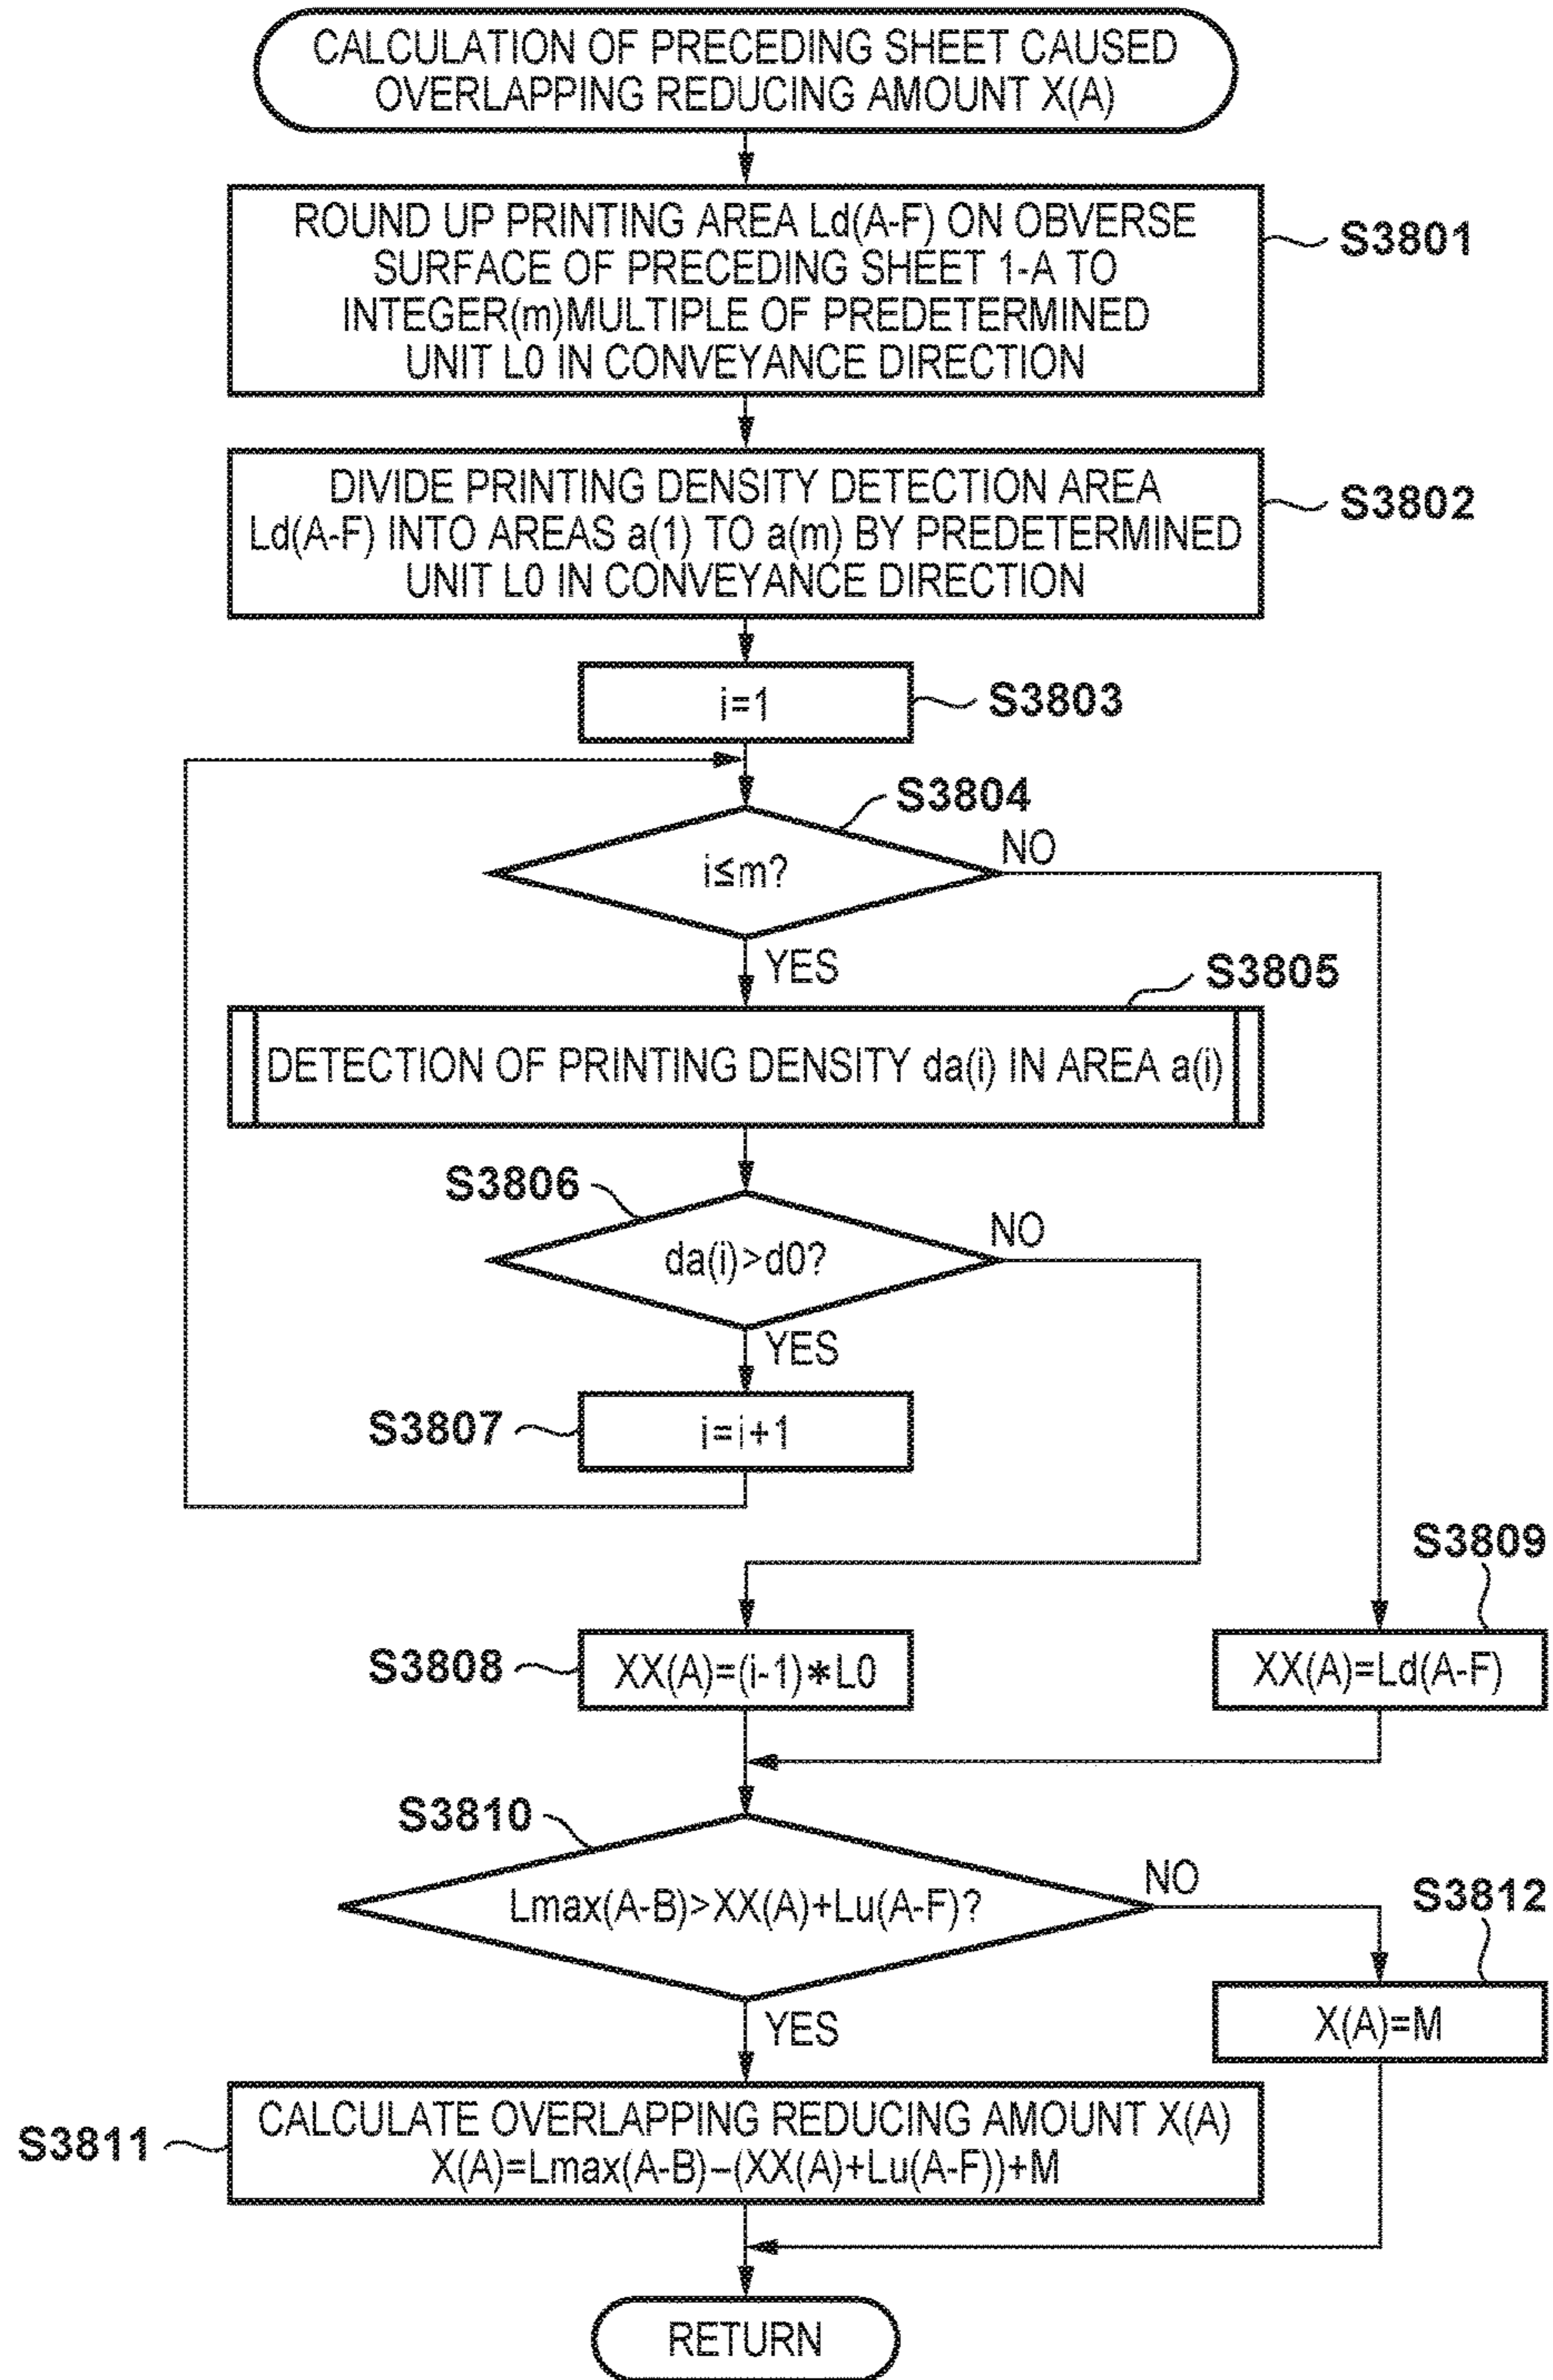 CALCULATION OF PRECEDING SHEET CAUSED
OVERLAPPING REDUCING AMOUNT X(A)
ROUND UP PRINTING AREA Ld(A-F) ON OBVERSE
SURFACE OF PRECEDING SHEET 1-A TO
INTEGER(m)MULTIPLE OF PREDETERMINED
UNIT L0 IN CONVEYANCE DIRECTION
S3801
DIVIDE PRINTING DENSITY DETECTION AREA
Ld(A-F) INTO AREAS a(1) TO a(m) BY PREDETERMINED
UNIT L0 IN CONVEYANCE DIRECTION
S3802
i=1
S3803
S3804
i≤m?
NO
YES
S3805
DETECTION OF PRINTING DENSITY da(i) IN AREA a(i)
S3806
da(i)>d0?
NO
YES
S3807
i=i+1
S3809
S3808
XX(A)=(i-1)*L0
XX(A)=Ld(A-F)
S3810
Lmax(A-B)>XX(A)+Lu(A-F)?
NO
S3812
YES
X(A)=M
S3811
CALCULATE OVERLAPPING REDUCING AMOUNT X(A)
X(A)=Lmax(A-B)–(XX(A)+Lu(A-F))+M
RETURN